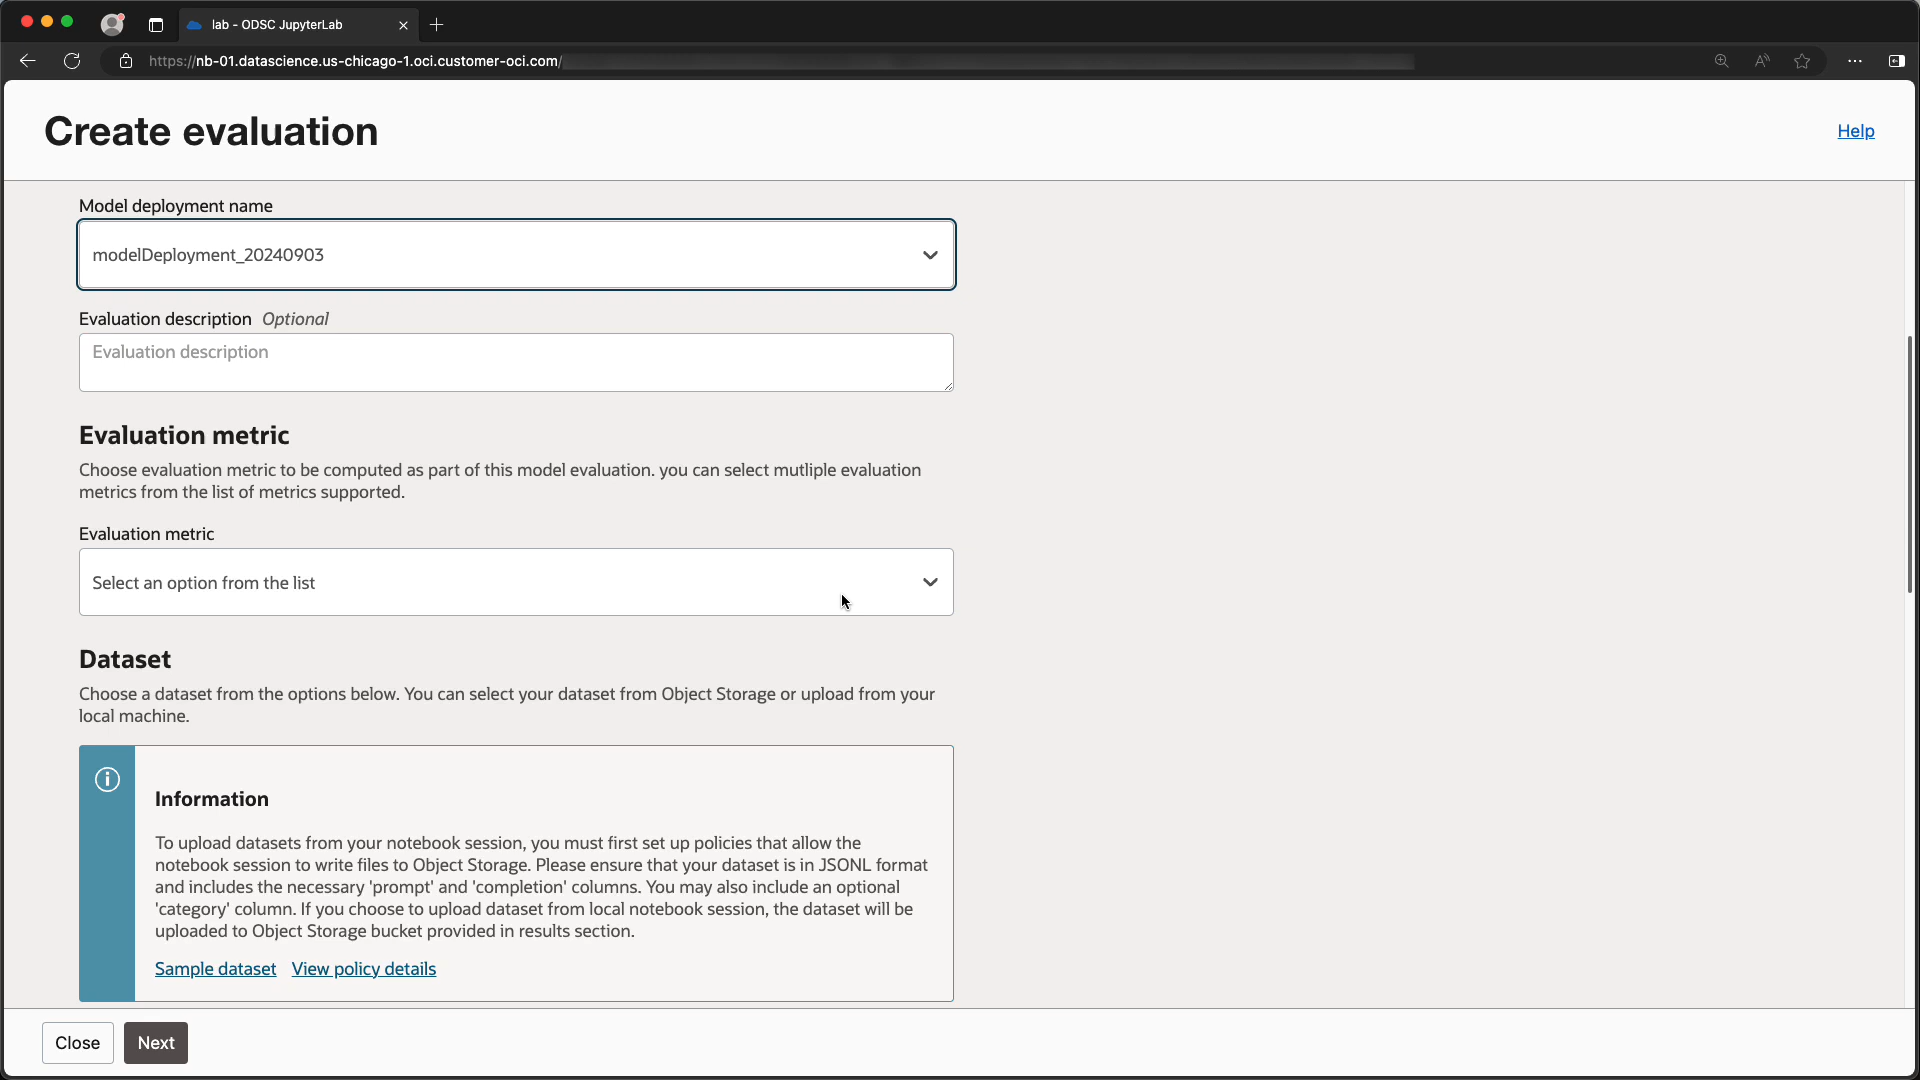 lab - ODSC JupyterLab
https://nb-01.datascience.us-chicago-1.oci.customer-oci.com/
Create evaluation
Help
Model deployment name
modelDeployment_20240903
Evaluation description Optional
Evaluation description
Evaluation metric
Choose evaluation metric to be computed as part of this model evaluation. you can select mutliple evaluation
metrics from the list of metrics supported.
Evaluation metric
Select an option from the list
Dataset
Choose a dataset from the options below. You can select your dataset from Object Storage or upload from your
local machine.
Information
To upload datasets from your notebook session, you must first set up policies that allow the
notebook session to write files to Object Storage. Please ensure that your dataset is in JSONL format
and includes the necessary 'prompt' and 'completion' columns. You may also include an optional
'category' column. If you choose to upload dataset from local notebook session, the dataset will be
uploaded to Object Storage bucket provided in results section.
Sample dataset View policy details
Close Next